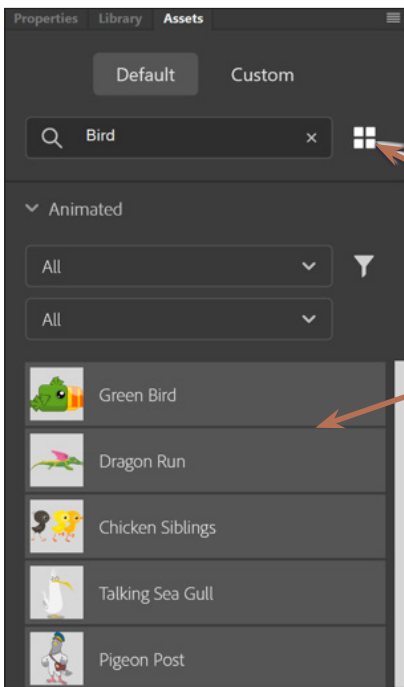 Properties Library Assets
Default Custom
Bird
Animated
All
All
Green Bird
Dragon Run
Chicken Siblings
Talking Sea Gull
Pigeon Post